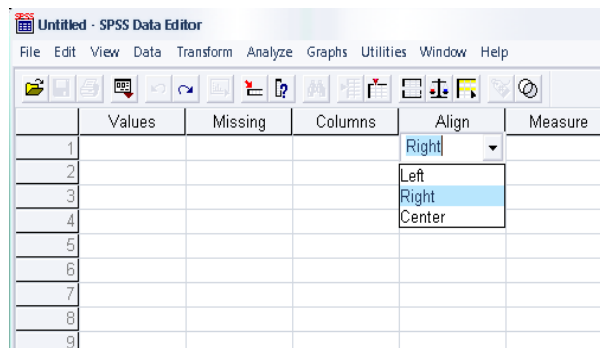 SPSS
Untitled - SPSS Data Editor
File Edit View Data Transform Analyze Graphs Utilities Window Help
Values Missing Columns Align Measure
1 Right
2 Left
3 Right
4 Center
5
6
7
8
9